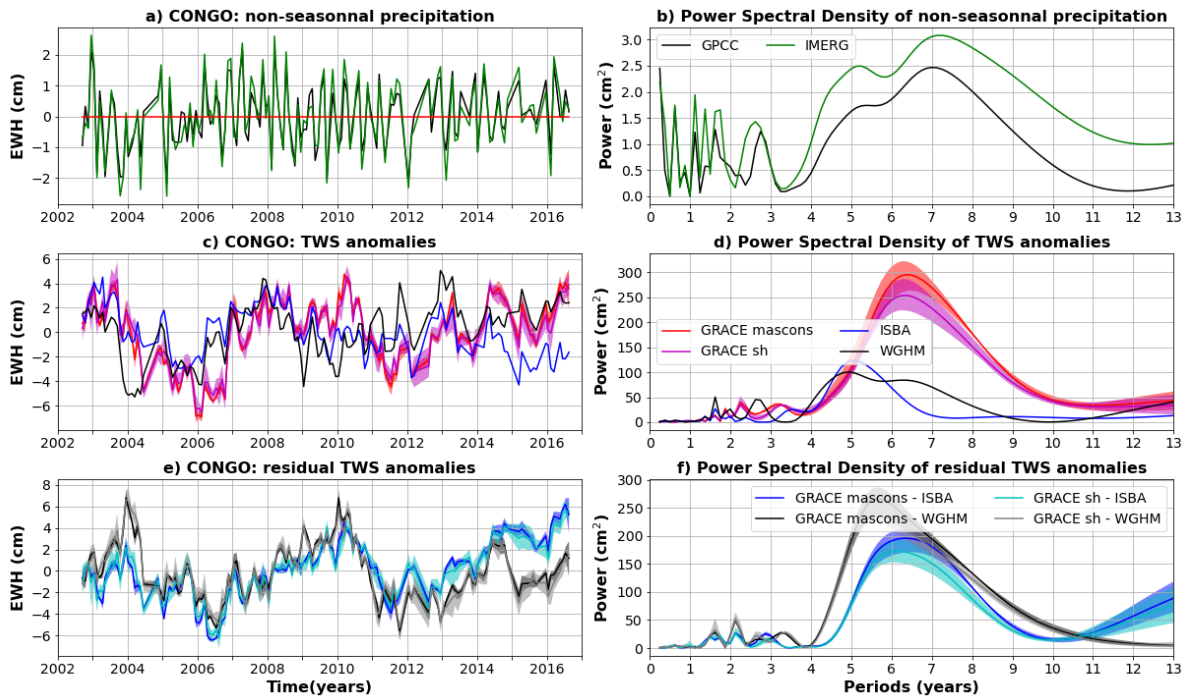 a) CONGO: non-seasonnal precipitation
EWH (cm)
2
1
0
−1
−2
2002 2004 2006 2008 2010 2012 2014 2016
b) Power Spectral Density of non-seasonnal precipitation
GPCC IMERG
Power (cm²)
3.0
2.5
2.0
1.5
1.0
0.5
0.0
0 1 2 3 4 5 6 7 8 9 10 11 12 13
c) CONGO: TWS anomalies
EWH (cm)
6
4
2
0
−2
−4
−6
2002 2004 2006 2008 2010 2012 2014 2016
d) Power Spectral Density of TWS anomalies
GRACE mascons ISBA
GRACE sh WGHM
Power (cm²)
300
250
200
150
100
50
0
0 1 2 3 4 5 6 7 8 9 10 11 12 13
e) CONGO: residual TWS anomalies
EWH (cm)
8
6
4
2
0
−2
−4
−6
2002 2004 2006 2008 2010 2012 2014 2016
Time(years)
f) Power Spectral Density of residual TWS anomalies
GRACE mascons - ISBA GRACE sh - ISBA
GRACE mascons - WGHM GRACE sh - WGHM
Power (cm²)
300
250
200
150
100
50
0
0 1 2 3 4 5 6 7 8 9 10 11 12 13
Periods (years)